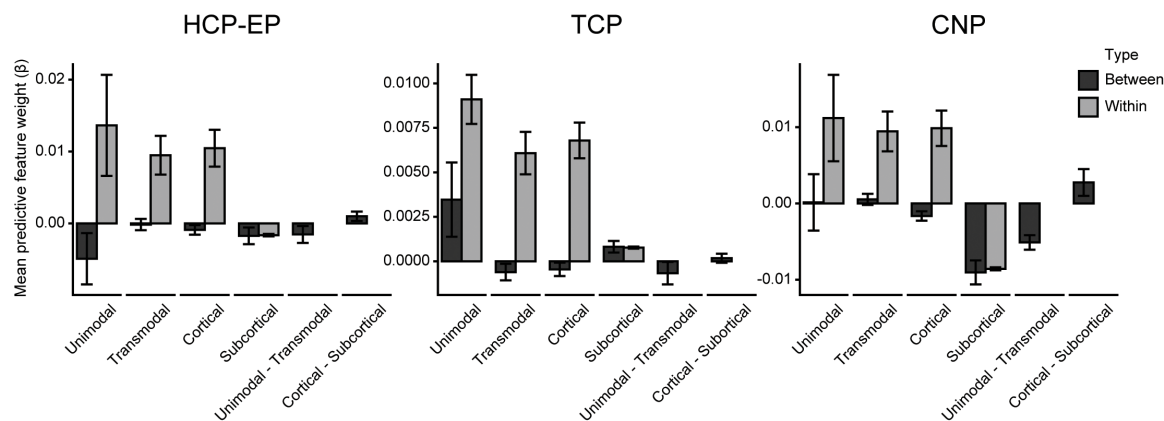 HCP-EP
TCP
CNP
Type
Between
Within
Mean predictive feature weight (β)
0.02
0.01
0.00
Unimodal
Transmodal
Cortical
Subcortical
Unimodal - Transmodal
Cortical - Subcortical
0.0100
0.0075
0.0050
0.0025
0.0000
Unimodal
Transmodal
Cortical
Subcortical
Unimodal - Transmodal
Cortical - Subortical
0.01
0.00
-0.01
Unimodal
Transmodal
Cortical
Subcortical
Unimodal - Transmodal
Cortical - Subcortical